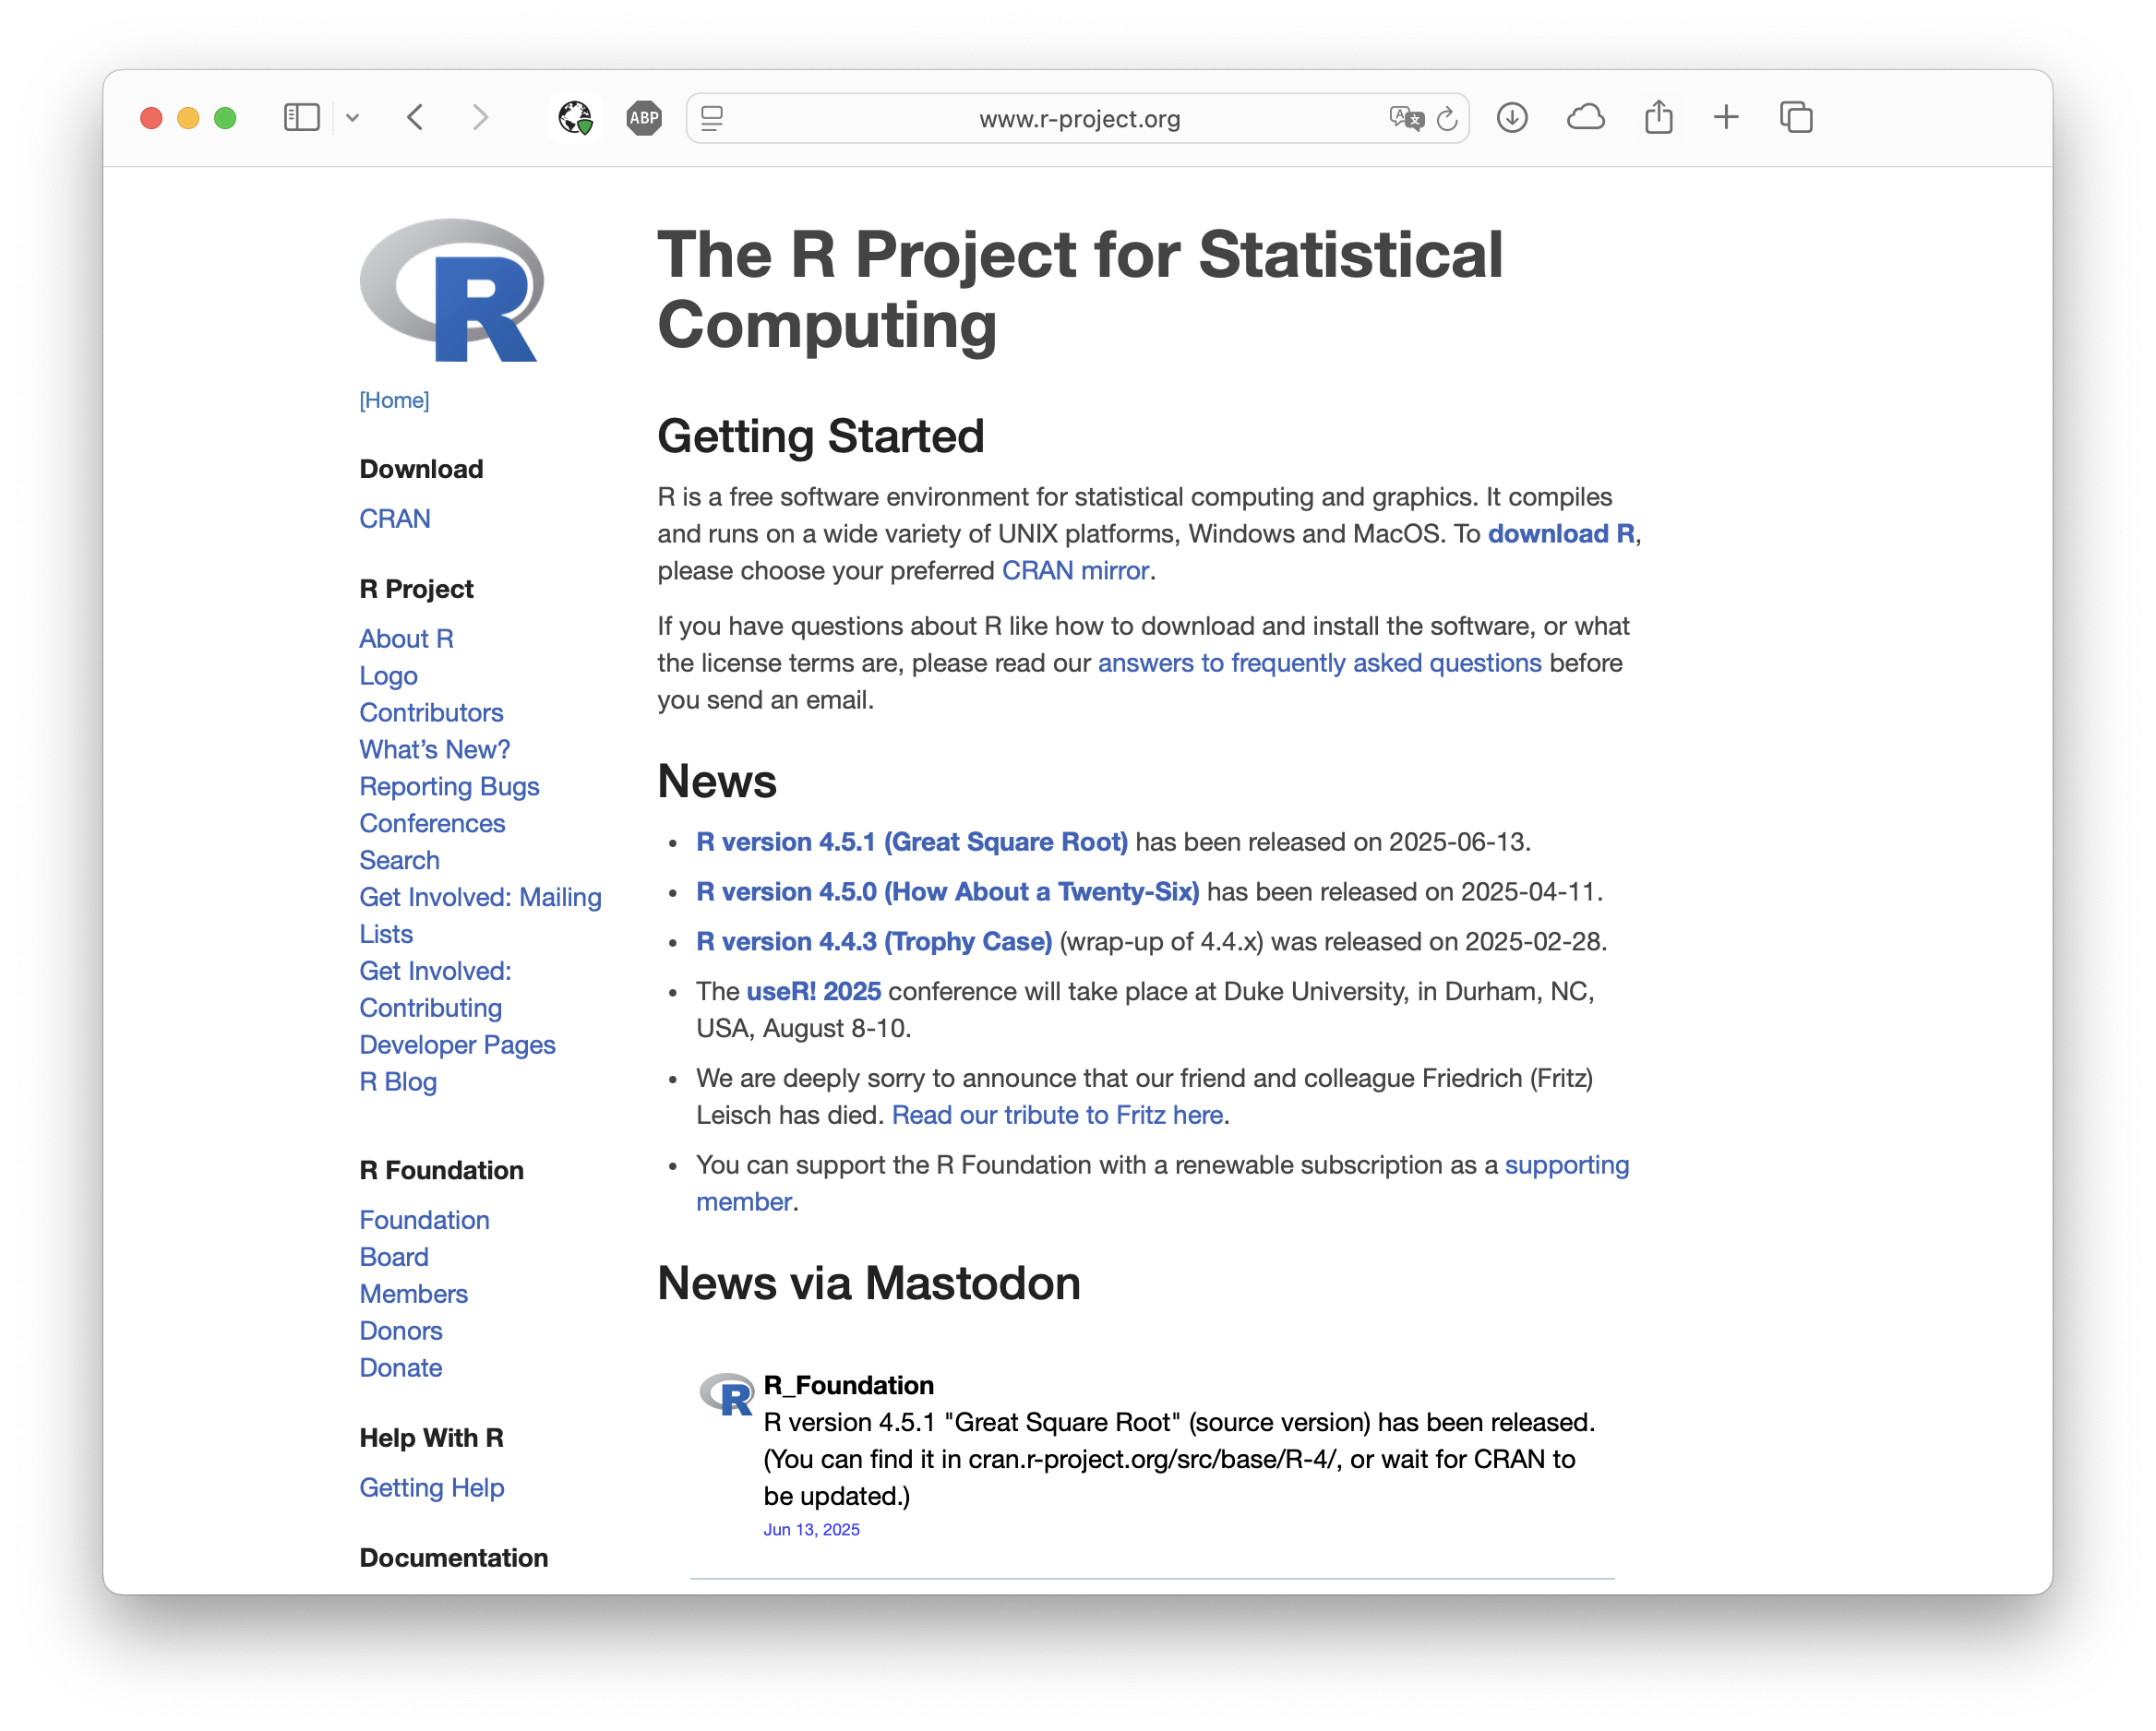 ABP
www.r-project.org
R
[Home]
Download
CRAN
R Project
About R
Logo
Contributors
What’s New?
Reporting Bugs
Conferences
Search
Get Involved: Mailing
Lists
Get Involved:
Contributing
Developer Pages
R Blog
R Foundation
Foundation
Board
Members
Donors
Donate
Help With R
Getting Help
Documentation
The R Project for Statistical
Computing
Getting Started
R is a free software environment for statistical computing and graphics. It compiles
and runs on a wide variety of UNIX platforms, Windows and MacOS. To download R,
please choose your preferred CRAN mirror.
If you have questions about R like how to download and install the software, or what
the license terms are, please read our answers to frequently asked questions before
you send an email.
News
• R version 4.5.1 (Great Square Root) has been released on 2025-06-13.
• R version 4.5.0 (How About a Twenty-Six) has been released on 2025-04-11.
• R version 4.4.3 (Trophy Case) (wrap-up of 4.4.x) was released on 2025-02-28.
• The useR! 2025 conference will take place at Duke University, in Durham, NC,
USA, August 8-10.
• We are deeply sorry to announce that our friend and colleague Friedrich (Fritz)
Leisch has died. Read our tribute to Fritz here.
• You can support the R Foundation with a renewable subscription as a supporting
member.
News via Mastodon
R
R_Foundation
R version 4.5.1 "Great Square Root" (source version) has been released.
(You can find it in cran.r-project.org/src/base/R-4/, or wait for CRAN to
be updated.)
Jun 13, 2025